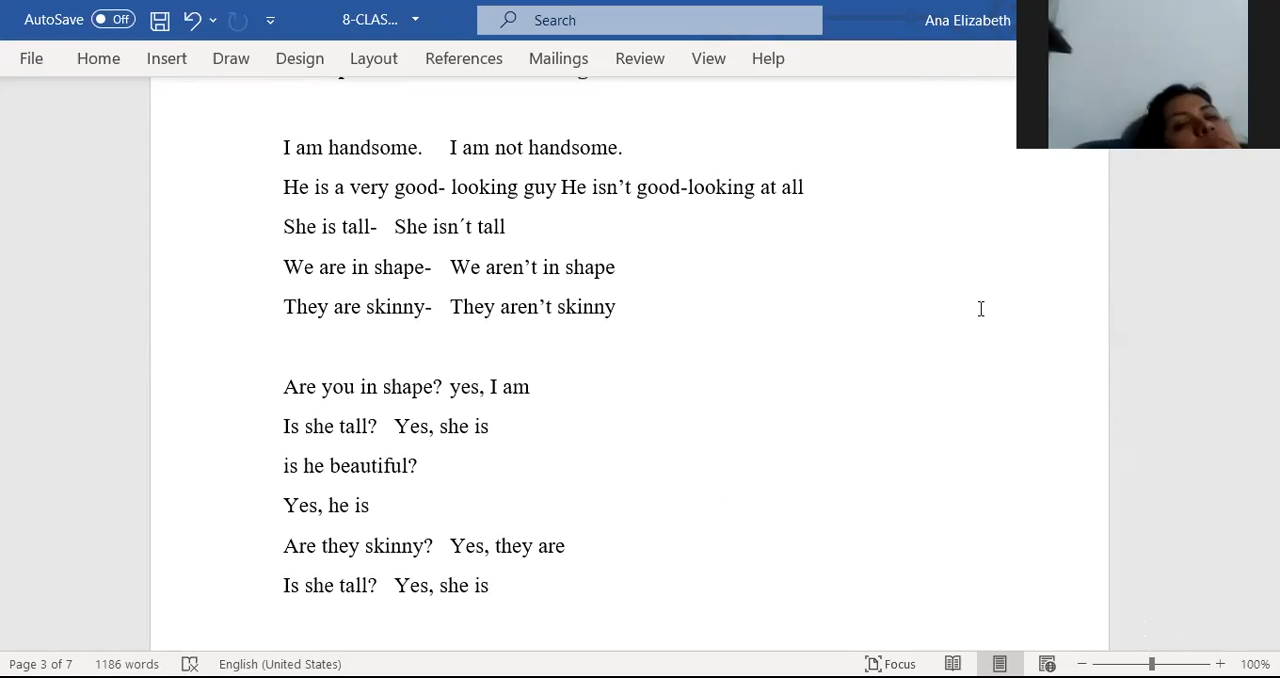 AutoSave Off 8-CLAS... Search Ana Elizabeth
File Home Insert Draw Design Layout References Mailings Review View Help
I am handsome. I am not handsome.
He is a very good- looking guy He isn’t good-looking at all
She is tall- She isn´t tall
We are in shape- We aren’t in shape
They are skinny- They aren’t skinny
Are you in shape? yes, I am
Is she tall? Yes, she is
is he beautiful?
Yes, he is
Are they skinny? Yes, they are
Is she tall? Yes, she is
Page 3 of 7 1186 words English (United States) Focus 100%